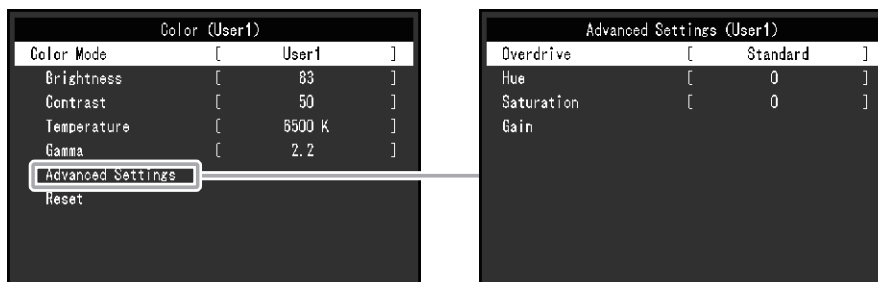 Color (User1)
Color Mode [ User1 ]
Brightness [ 83 ]
Contrast [ 50 ]
Temperature [ 6500 K ]
Gamma [ 2.2 ]
Advanced Settings
Reset
Advanced Settings (User1)
Overdrive [ Standard ]
Hue [ 0 ]
Saturation [ 0 ]
Gain